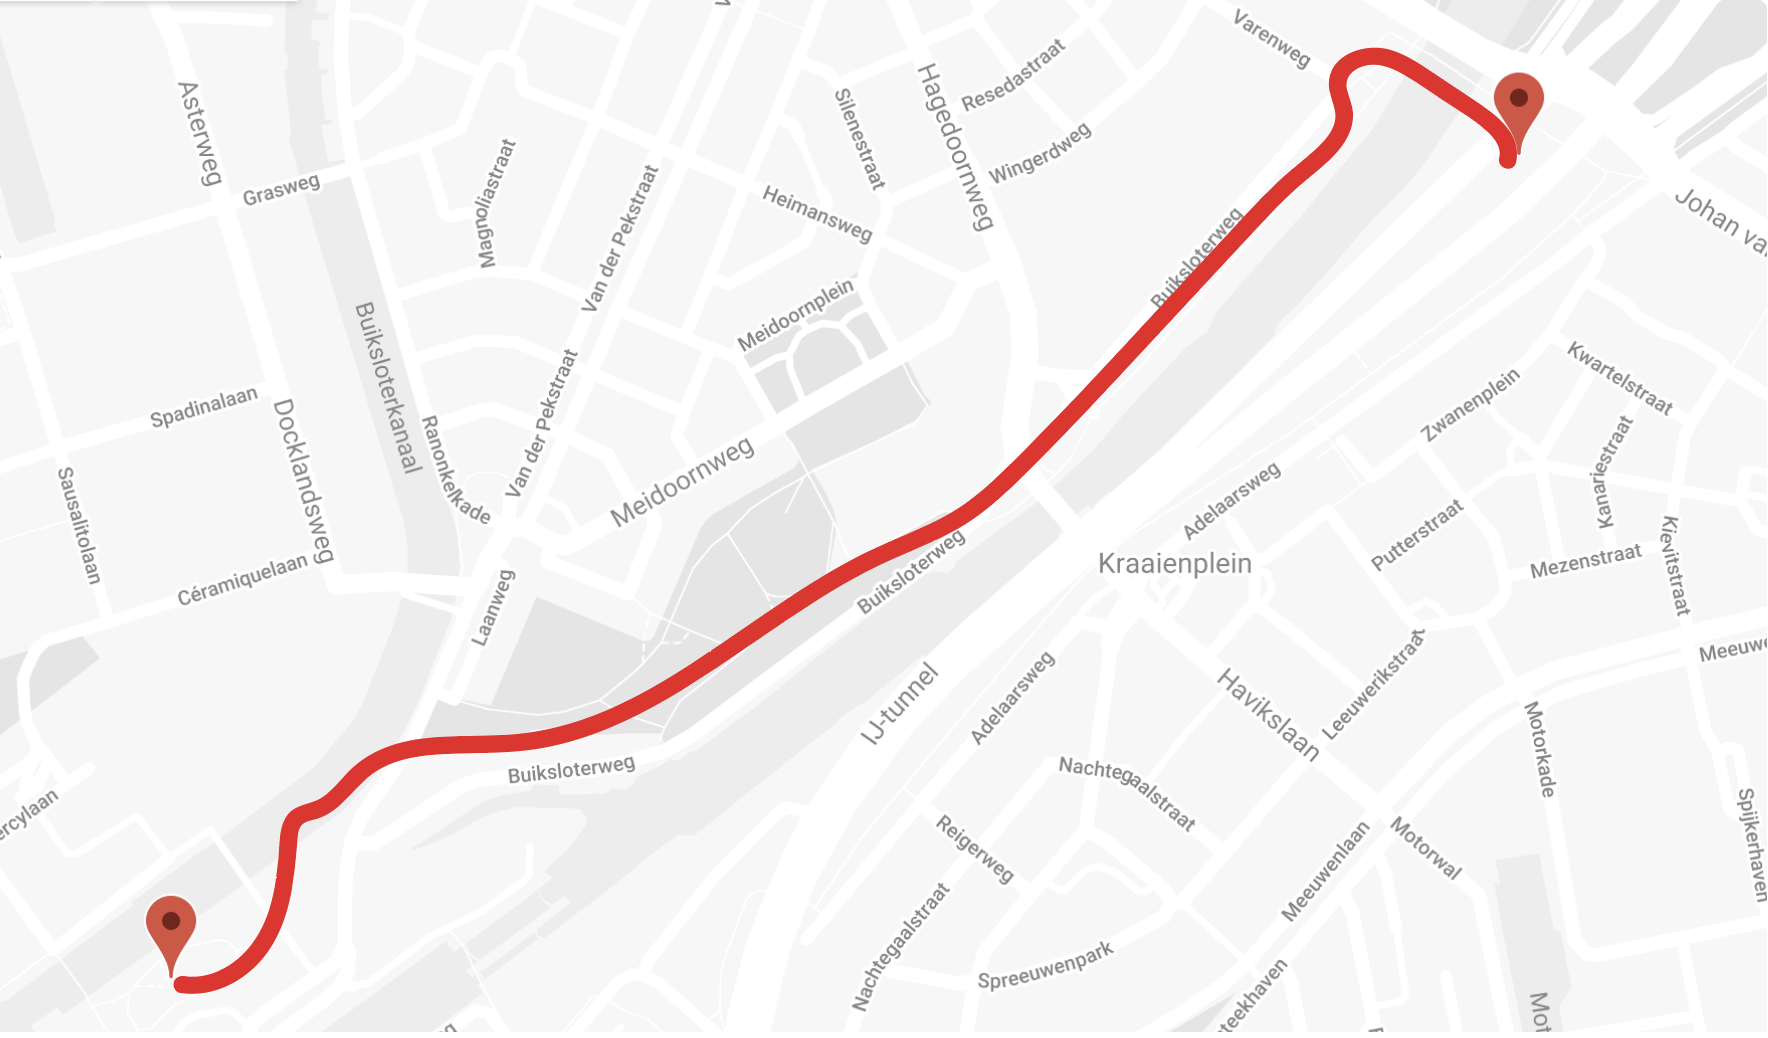 Varenweg
Resedastraat
Hagedoornweg
Silenestraat
Asterweg
Wingerdweg
Magnoliastraat
Grasweg
Van der Pekstraat
Heimansweg
Johan va
Buiksloterweg
Meidoornplein
Buiksloterkanaal
Kwartelstraat
Van der Pekstraat
Zwanenplein
Spadinalaan
Docklandsweg
Ranonkelkade
Kanariestraat
Meidoornweg
Adelaarsweg
Sausalitolaan
Putterstraat
Kievitstraat
Buiksloterweg
Kraaienplein
Mezenstraat
Céramiquelaan
Laanweg
Leeuwerikstraat
Meeuwe
Adelaarsweg
IJ-tunnel
Havikslaan
Motorkade
Buiksloterweg
Nachtegaalstraat
ercylaan
Spijkerhaven
Reigerweg
Motorwal
Meeuwenlaan
Nachtegaalstraat
Spreeuwenpark
steekhaven
Mot